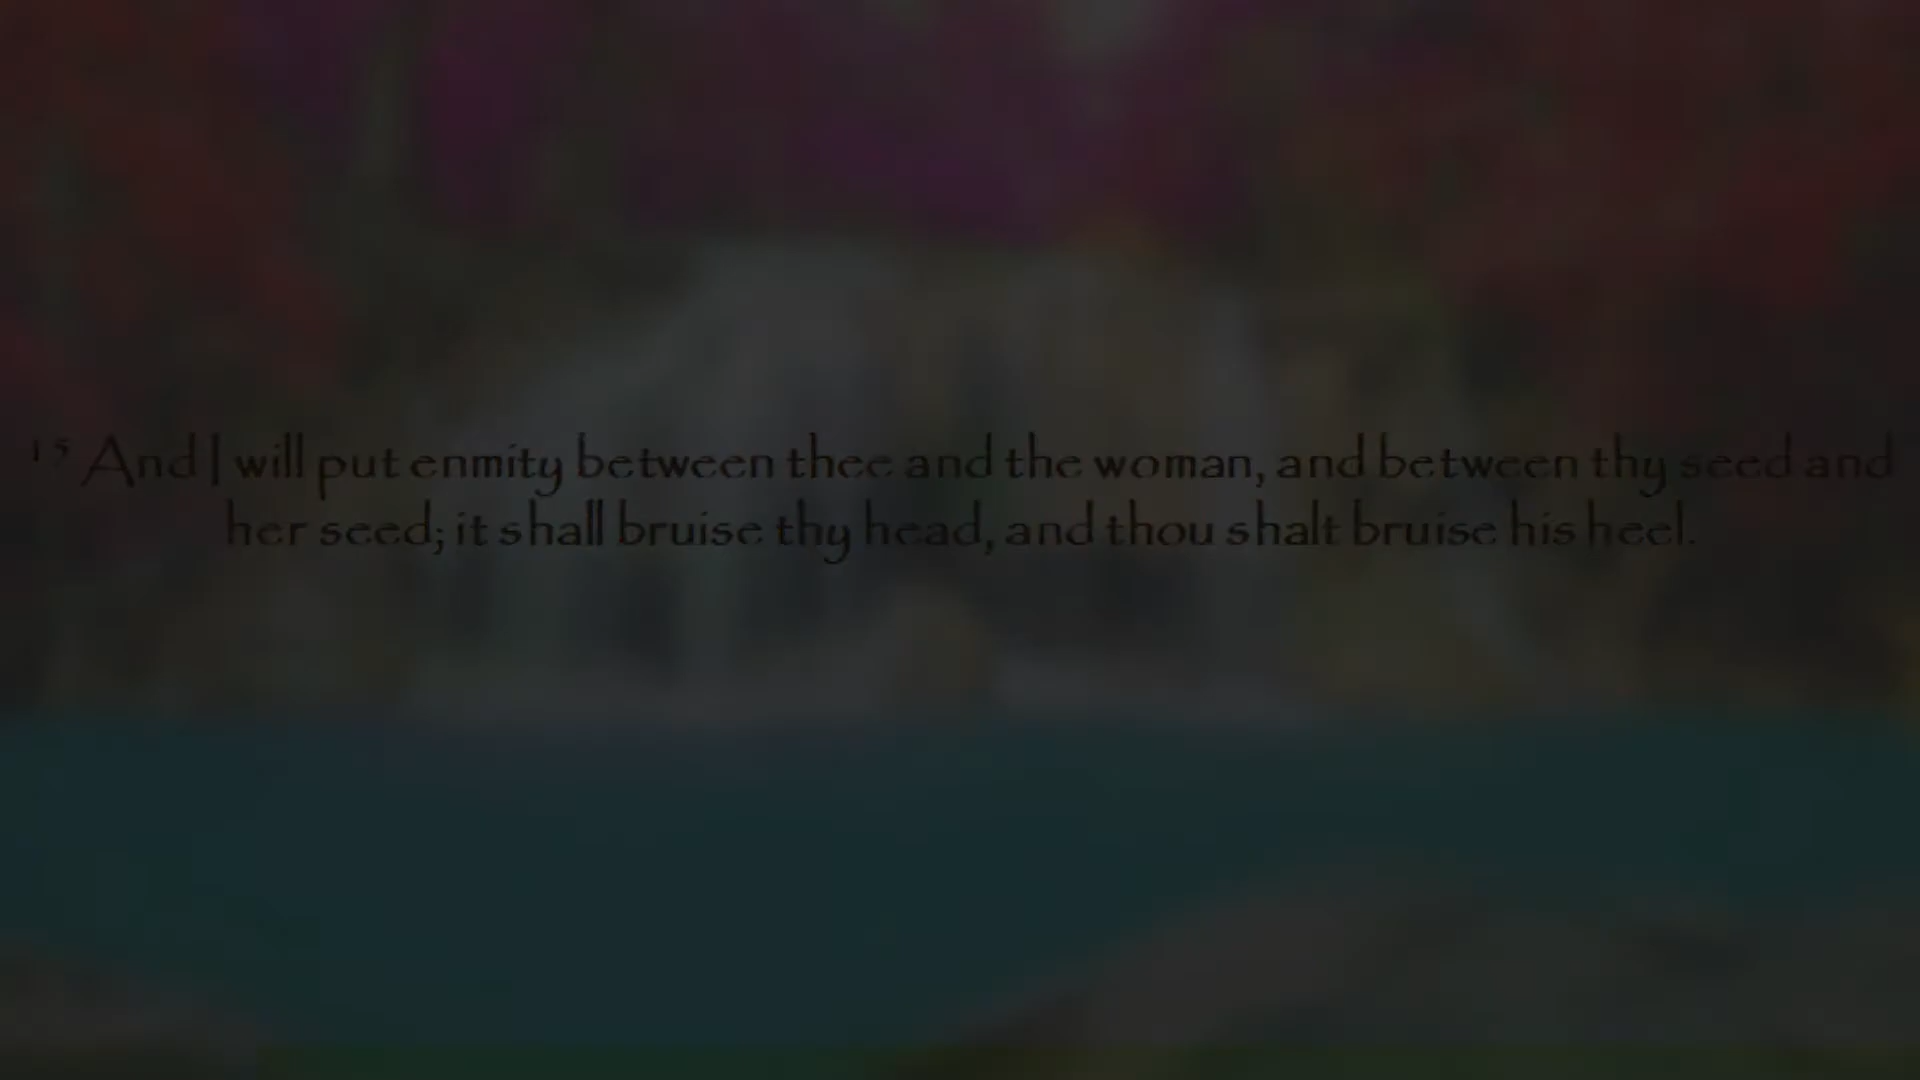 15 And I will put enmity between thee and the woman, and between thy seed and
her seed; it shall bruise thy head, and thou shalt bruise his heel.